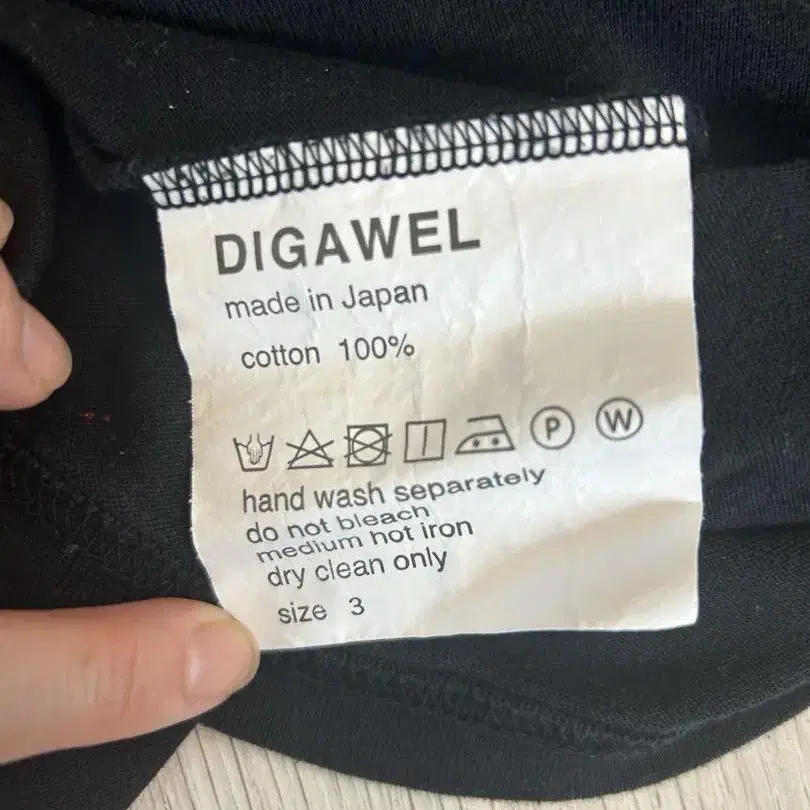 DIGAWEL
made in Japan
cotton 100%
P W
hand wash separately
do not bleach
medium hot iron
dry clean only
size 3